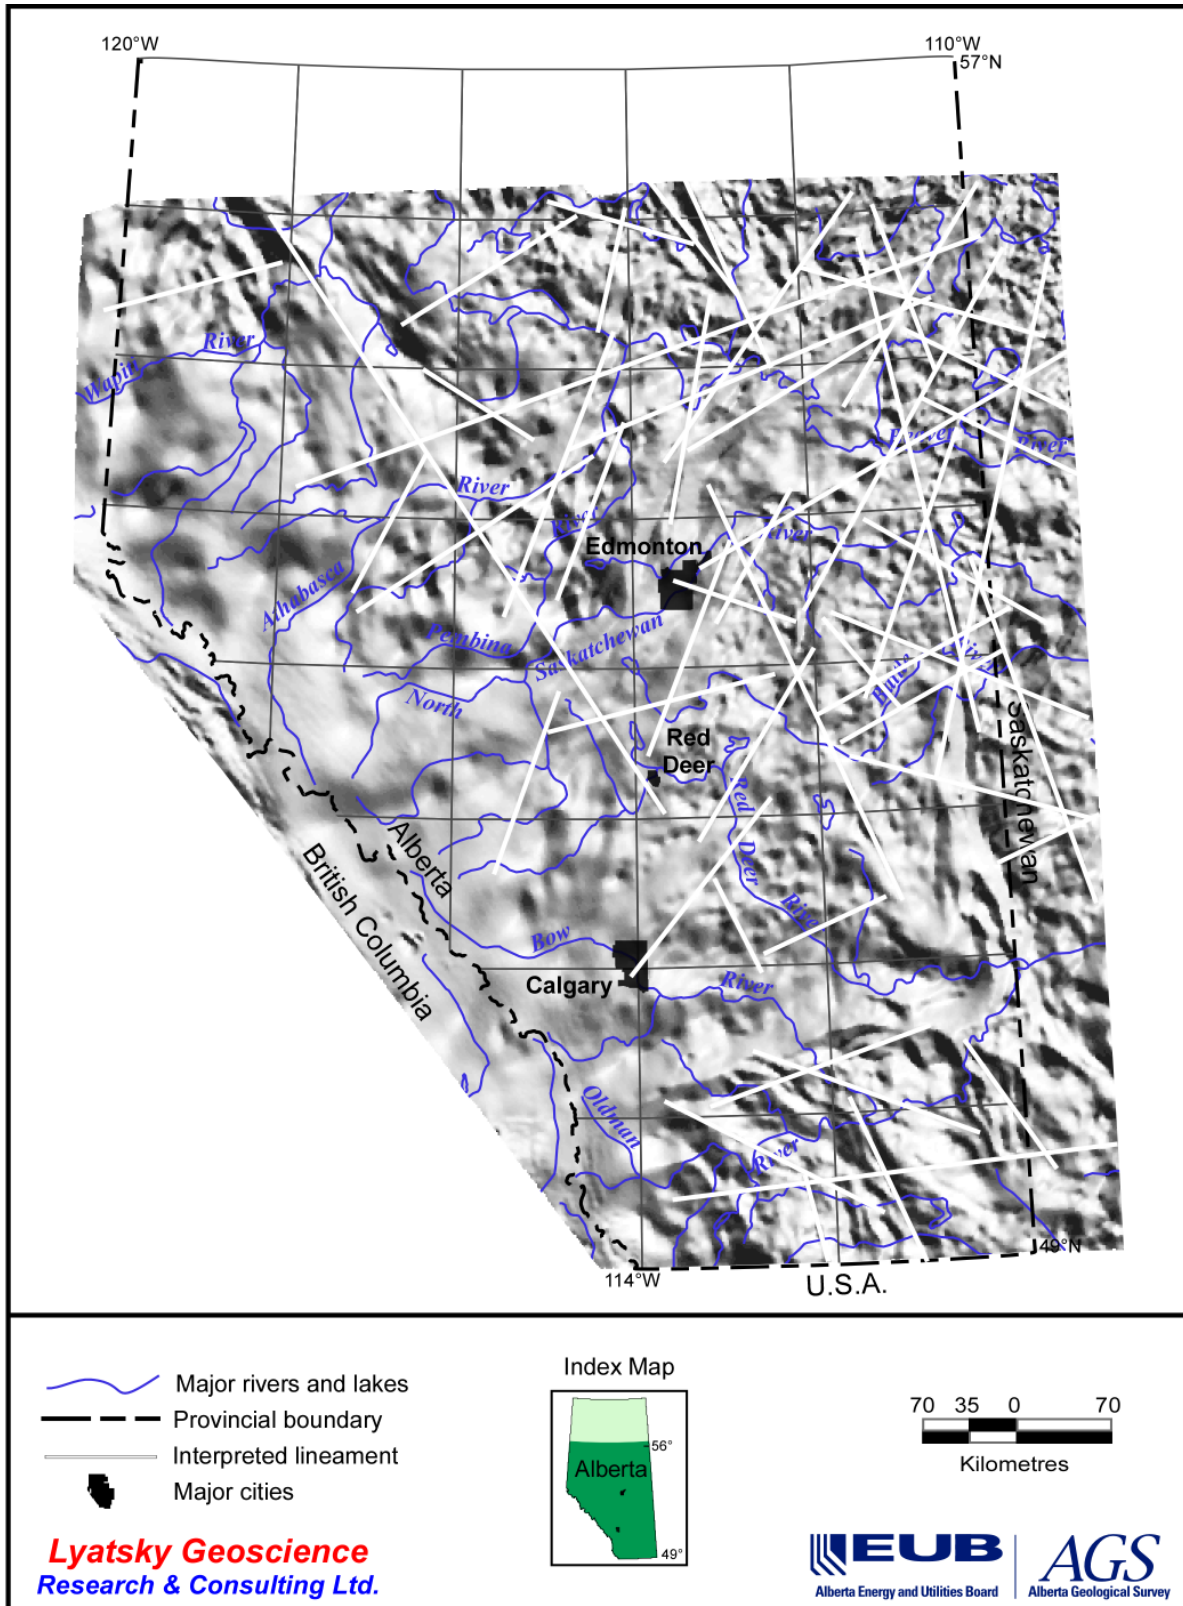 120°W
110°W
57°N
River
Wapiti
Beaver
River
River
River
River
Edmonton
Athabasca
Pembina
Saskatchewan
North
Battle
River
Red
Deer
Saskatchewan
Red
Deer
River
Alberta
British Columbia
Bow
Calgary
River
Oldman
River
49°N
114°W
U.S.A.
Major rivers and lakes
Provincial boundary
Interpreted lineament
Major cities
Index Map
56°
Alberta
49°
70 35 0 70
Kilometres
Lyatsky Geoscience
Research & Consulting Ltd.
EUB
Alberta Energy and Utilities Board
AGS
Alberta Geological Survey